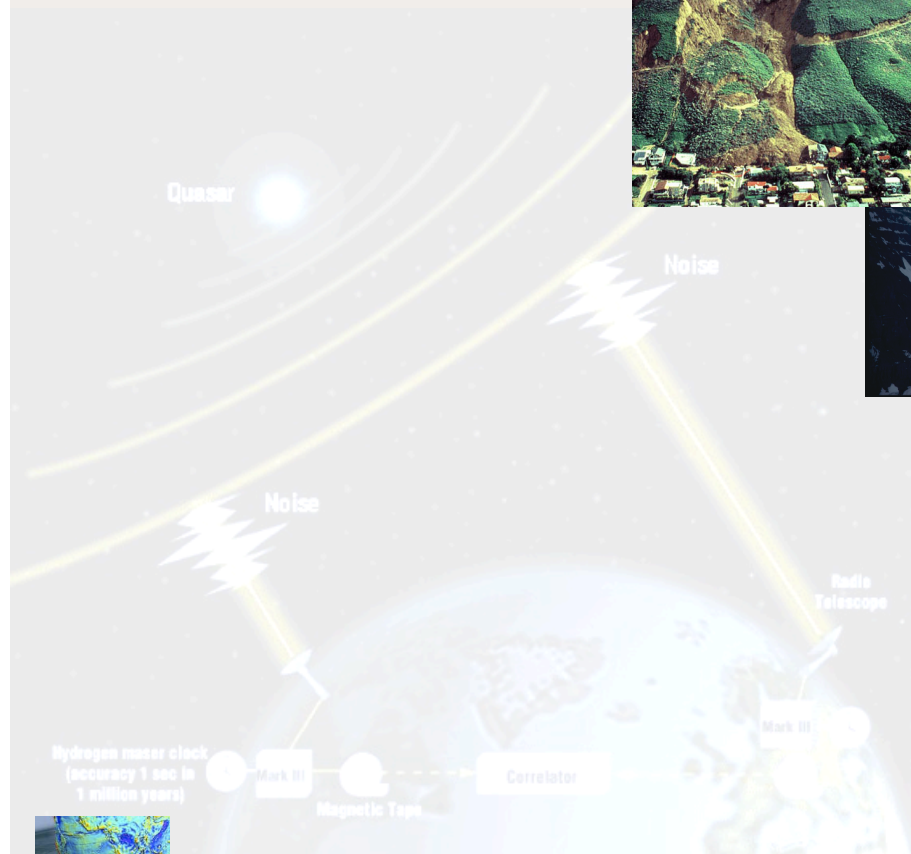 Quasar
Noise
Noise
Radio
Telescope
Mark III
Hydrogen maser clock
(accuracy 1 sec in
1 million years)
Mark III
Correlator
Magnetic Tape